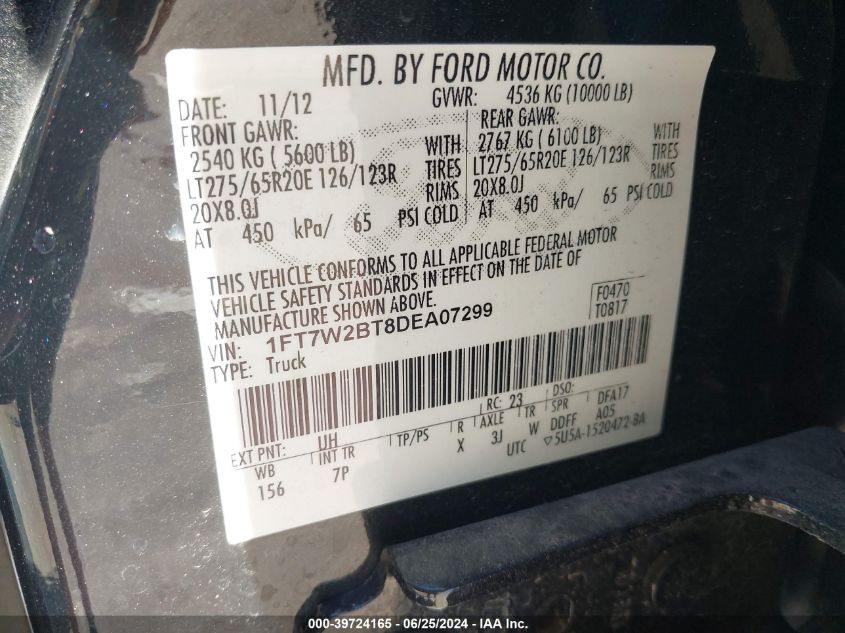 MFD. BY FORD MOTOR CO.
DATE: 11/12 GVWR: 4536 KG (10000 LB)
FRONT GAWR: REAR GAWR:
2540 KG ( 5600 LB) WITH 2767 KG ( 6100 LB) WITH
LT275/65R20E 126/123R TIRES LT275/65R20E 126/123R TIRES
20X8.0J RIMS 20X8.0J RIMS
AT 450 kPa/ 65 PSI COLD AT 450 kPa/ 65 PSI COLD
THIS VEHICLE CONFORMS TO ALL APPLICABLE FEDERAL MOTOR
VEHICLE SAFETY STANDARDS IN EFFECT ON THE DATE OF
MANUFACTURE SHOWN ABOVE.
F0470
T0817
VIN: 1FT7W2BT8DEA07299
TYPE: Truck
RC: 23 DSO:
EXT PNT: UH
WB INT TR TP/PS R AXLE TR SPR DFA17
156 7P X 3J W DDFF A05
UTC ▽5U5A-1520472-BA
000-39724165 - 06/25/2024 - IAA Inc.